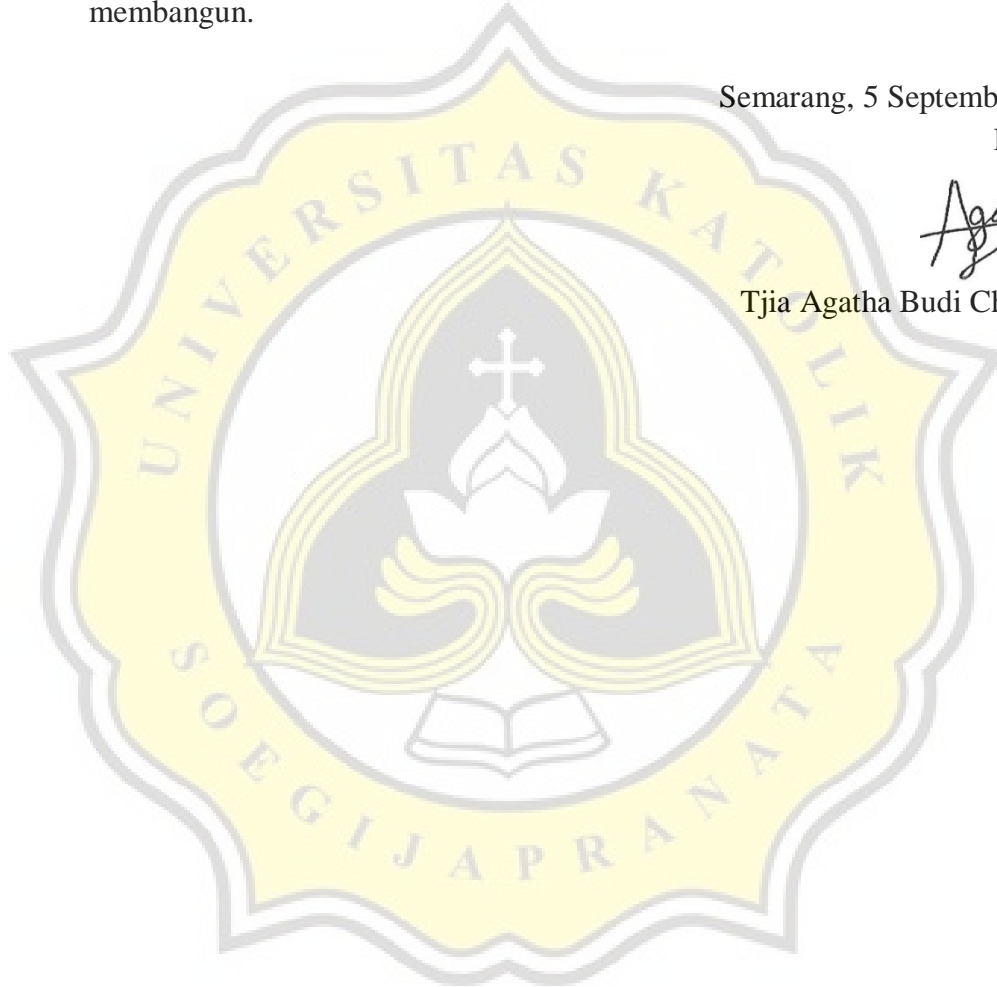 membangun.
Semarang, 5 Septemb
Tjia Agatha Budi Ch
UNIVERSITAS KATOLIK
SOEGIJAPRANATA